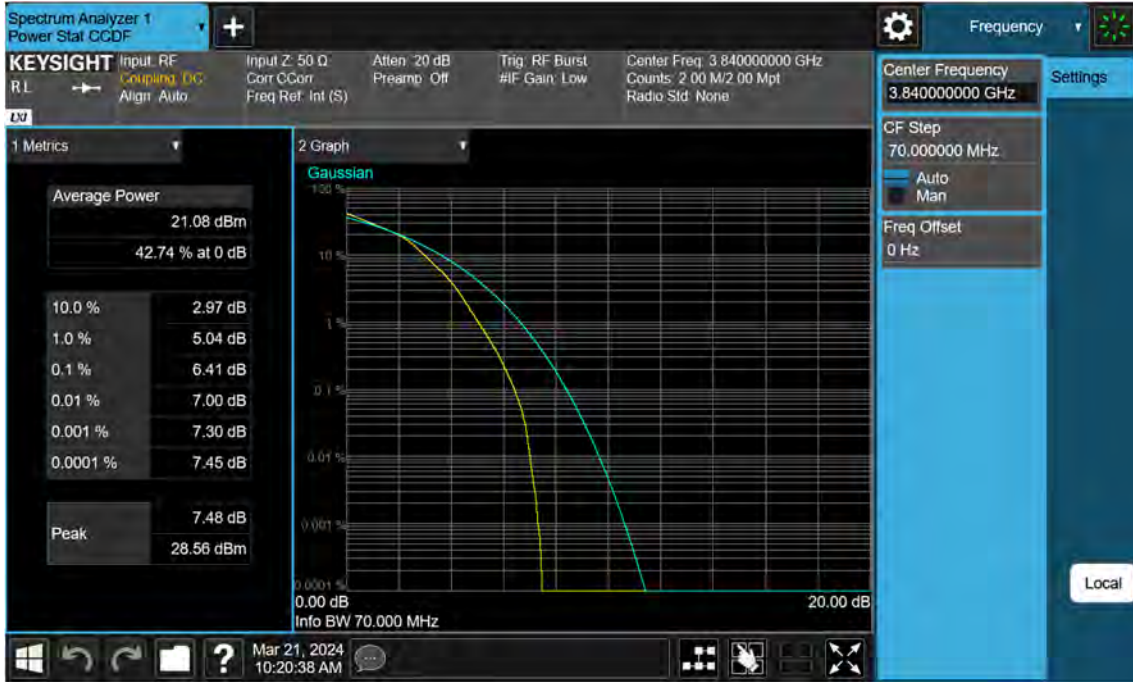 Spectrum Analyzer 1
Power Stat CCDF
+
Frequency
KEYSIGHT
Input: RF
Coupling: DC
Align: Auto
Input Z: 50 Ω
Corr CCorr
Freq Ref: Int (S)
Atten: 20 dB
Preamp: Off
Trig: RF Burst
#IF Gain: Low
Center Freq: 3.840000000 GHz
Counts: 2.00 M/2.00 Mpt
Radio Std: None
R L
LXI
Center Frequency
3.840000000 GHz
Settings
CF Step
70.000000 MHz
Auto
Man
Freq Offset
0 Hz
1 Metrics
Average Power
21.08 dBm
42.74 % at 0 dB
10.0 % 2.97 dB
1.0 % 5.04 dB
0.1 % 6.41 dB
0.01 % 7.00 dB
0.001 % 7.30 dB
0.0001 % 7.45 dB
Peak
7.48 dB
28.56 dBm
2 Graph
Gaussian
100 %
10 %
1 %
0.1 %
0.01 %
0.001 %
0.0001 %
0.00 dB 20.00 dB
Info BW 70.000 MHz
Local
?
Mar 21, 2024
10:20:38 AM